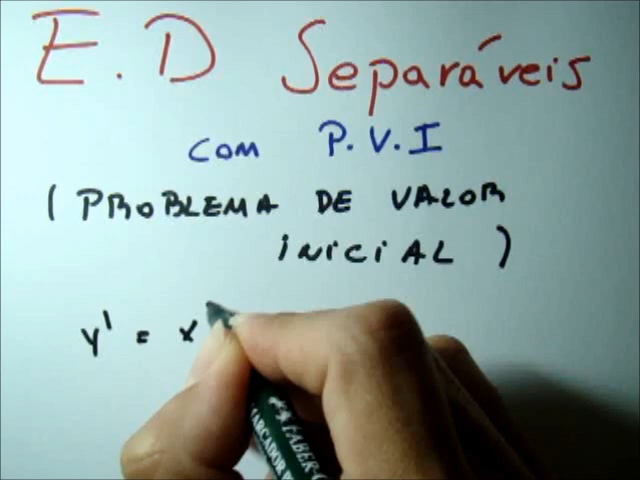 E.D Separáveis
com P.V.I
(PROBLEMA DE VALOR
INICIAL)
y' = x